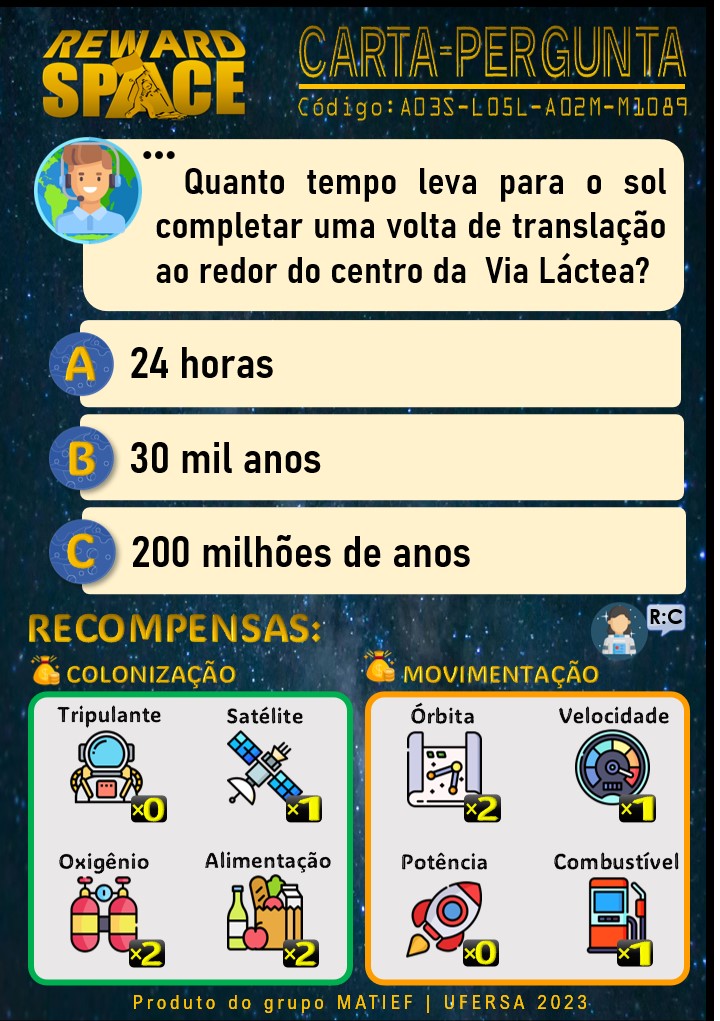 REWARD
SPACE
CARTA-PERGUNTA
Código:A03S-L05L-A02M-M1089
...
Quanto tempo leva para o sol
completar uma volta de translação
ao redor do centro da Via Láctea?
A 24 horas
B 30 mil anos
C 200 milhões de anos
RECOMPENSAS:
R:C
COLONIZAÇÃO
MOVIMENTAÇÃO
Tripulante
×0
Satélite
×1
Oxigênio
×2
Alimentação
×2
Órbita
×2
Velocidade
×1
Potência
×0
Combustível
×1
Produto do grupo MATIEF | UFERSA 2023